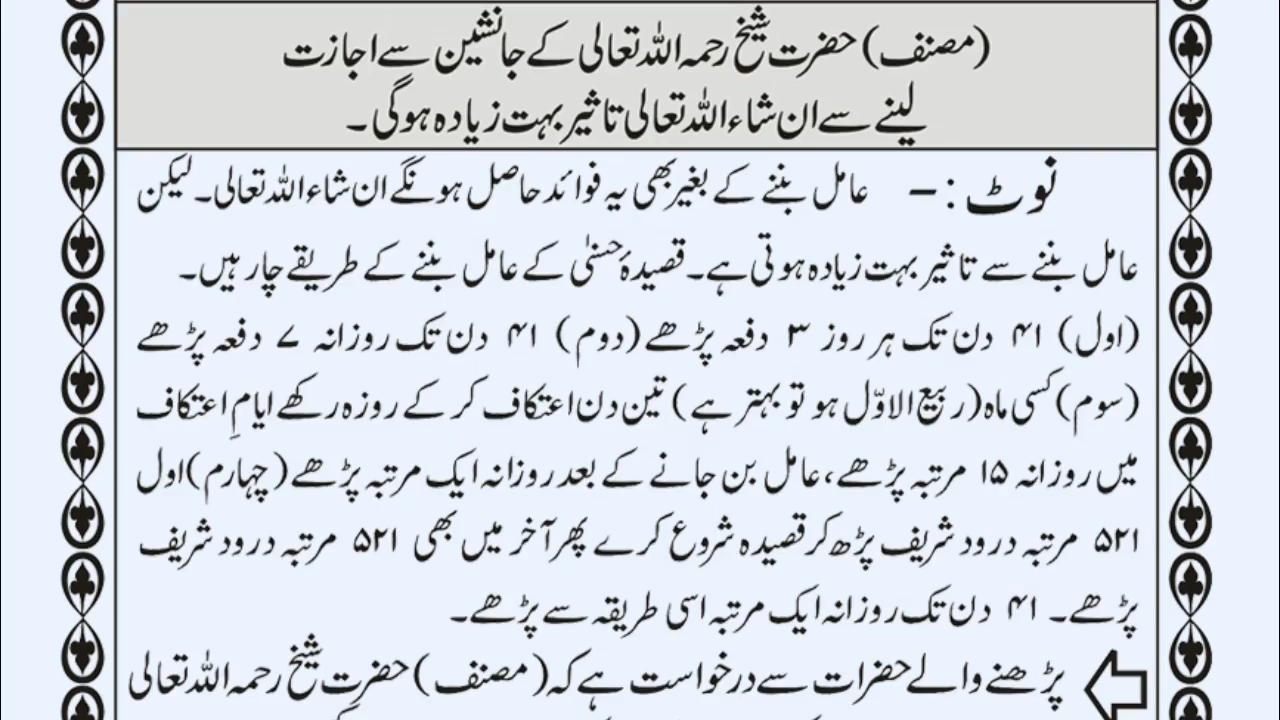 (مصنف) حضرت شیخ رحمہ اللہ تعالی کے جانشین سے اجازت
لینے سے ان شاء اللہ تعالی تاثیر بہت زیادہ ہوگی۔
نوٹ :– عامل بننے کے بغیر بھی یہ فوائد حاصل ہونگے ان شاء اللہ تعالی۔ لیکن
عامل بننے سے تاثیر بہت زیادہ ہوتی ہے۔ قصیدۂ حسنٰی کے عامل بننے کے طریقے چار ہیں۔
(اول) ۴۱ دن تک ہر روز ۳ دفعہ پڑھے (دوم) ۴۱ دن تک روزانہ ۷ دفعہ پڑھے
(سوم) کسی ماہ (ربیع الاوّل ہو تو بہتر ہے) تین دن اعتکاف کر کے روزہ رکھے ایامِ اعتکاف
میں روزانہ ۱۵ مرتبہ پڑھے، عامل بن جانے کے بعد روزانہ ایک مرتبہ پڑھے (چہارم) اول
۵۲۱ مرتبہ درود شریف پڑھ کر قصیدہ شروع کرے پھر آخر میں بھی ۵۲۱ مرتبہ درود شریف
پڑھے۔ ۴۱ دن تک روزانہ ایک مرتبہ اسی طریقہ سے پڑھے۔
پڑھنے والے حضرات سے درخواست ہے کہ (مصنف) حضرتِ شیخ رحمہ اللہ تعالی